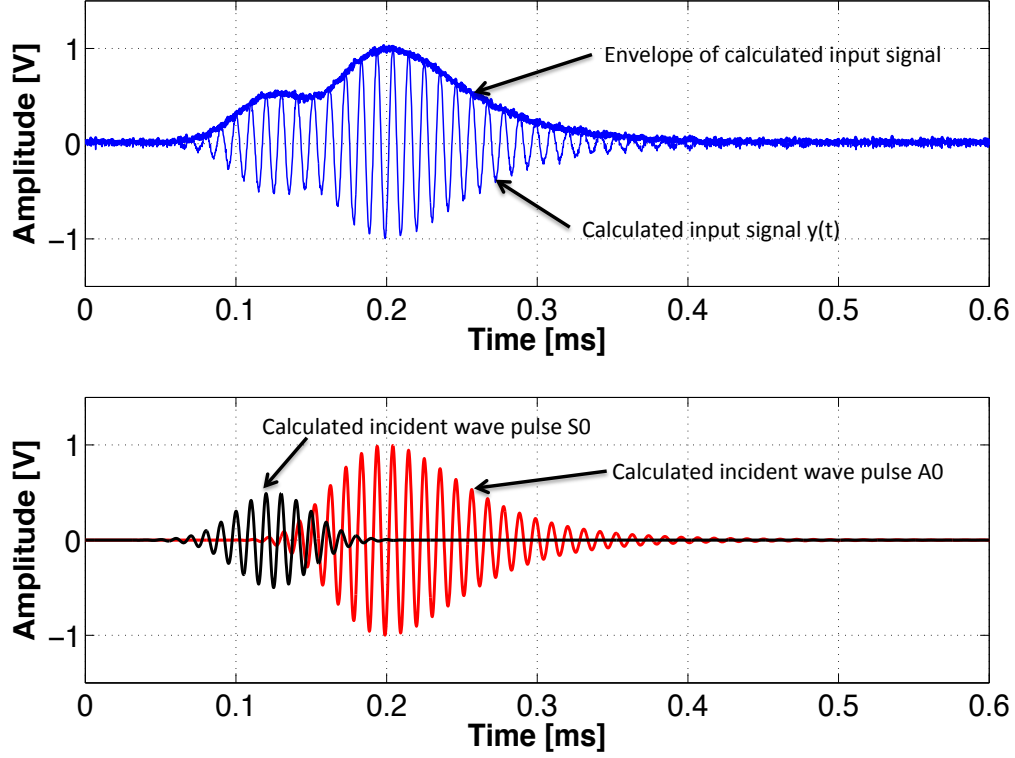 Amplitude [V]
1
0
−1
Envelope of calculated input signal
Calculated input signal y(t)
0 0.1 0.2 0.3 0.4 0.5 0.6
Time [ms]
Amplitude [V]
1
0
−1
Calculated incident wave pulse S0
Calculated incident wave pulse A0
0 0.1 0.2 0.3 0.4 0.5 0.6
Time [ms]